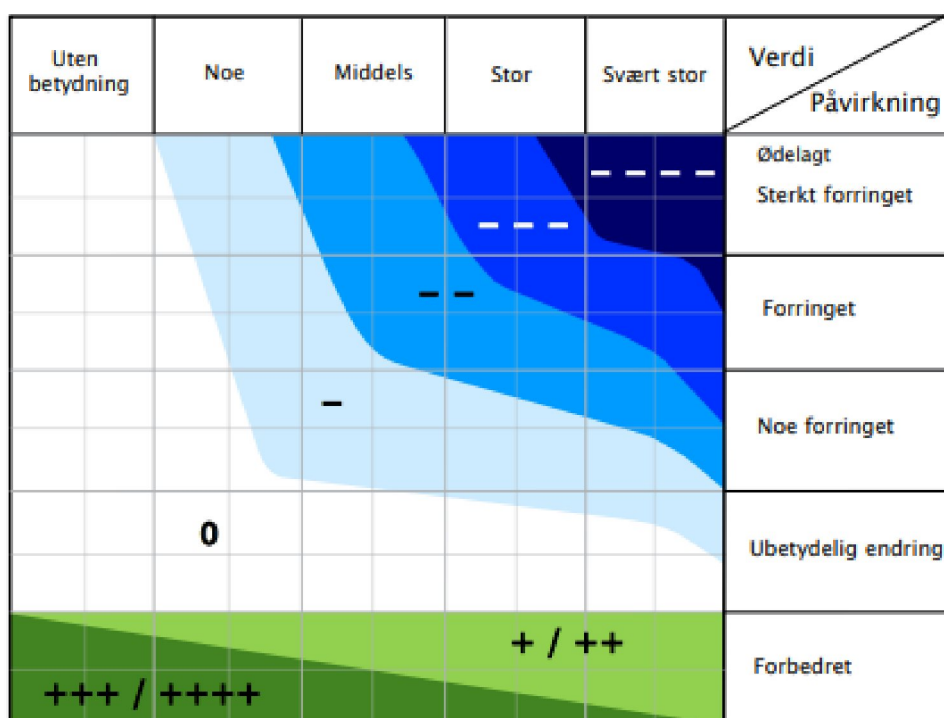 Uten
betydning
Noe
Middels
Stor
Svært stor
Verdi
Påvirkning
Ødelagt
Sterkt forringet
Forringet
Noe forringet
Ubetydelig endring
Forbedret
– – – –
– – –
– –
–
0
+ / ++
+++ / ++++